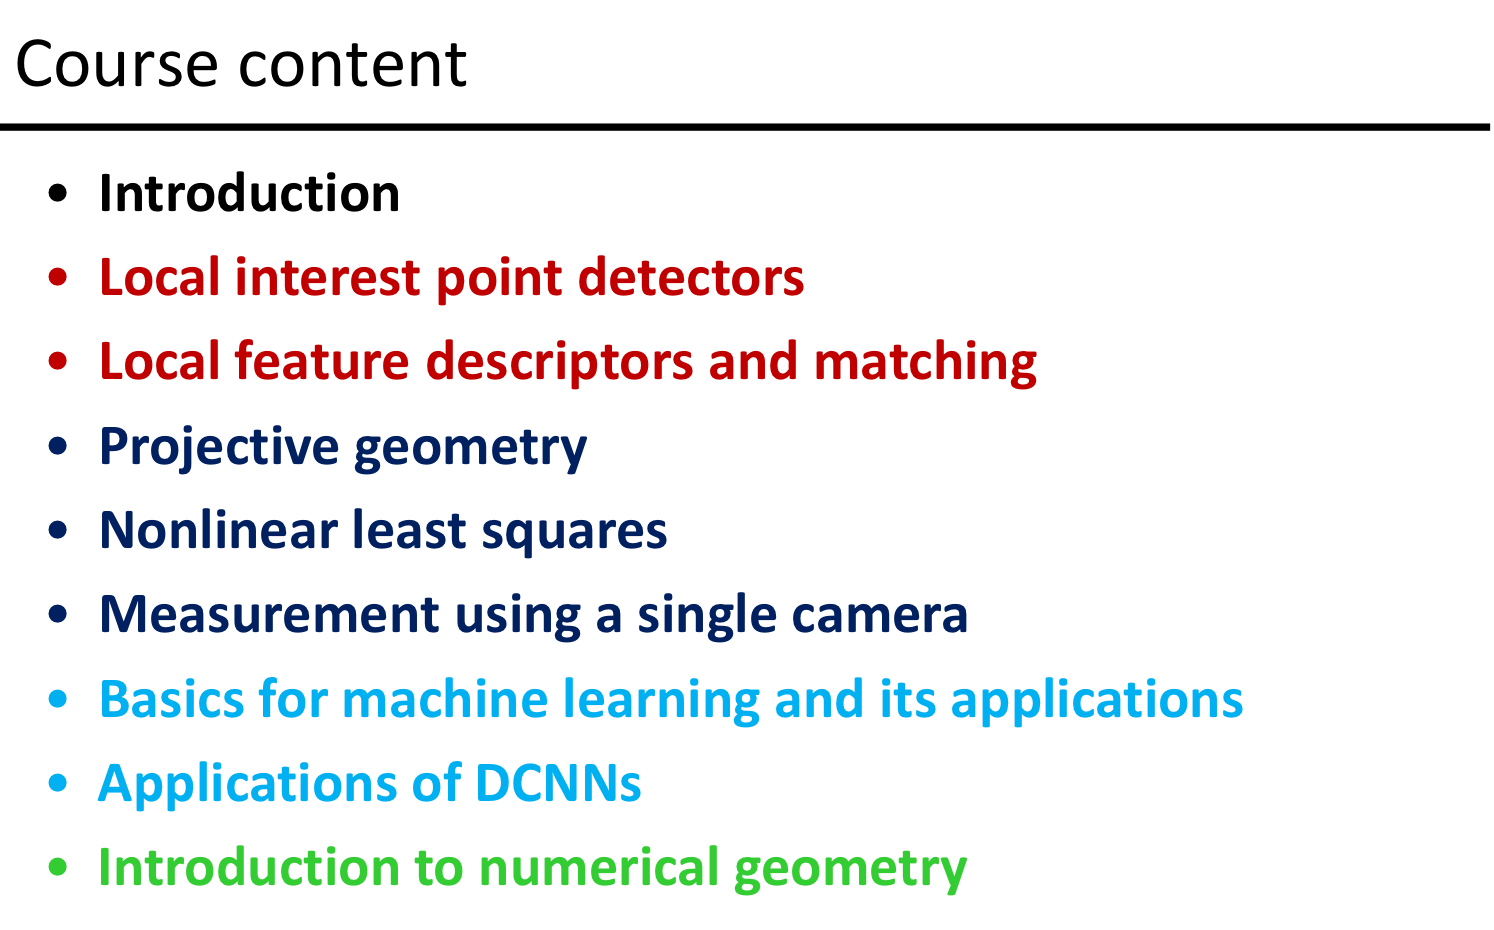 Course content
• Introduction
• Local interest point detectors
• Local feature descriptors and matching
• Projective geometry
• Nonlinear least squares
• Measurement using a single camera
• Basics for machine learning and its applications
• Applications of DCNNs
• Introduction to numerical geometry